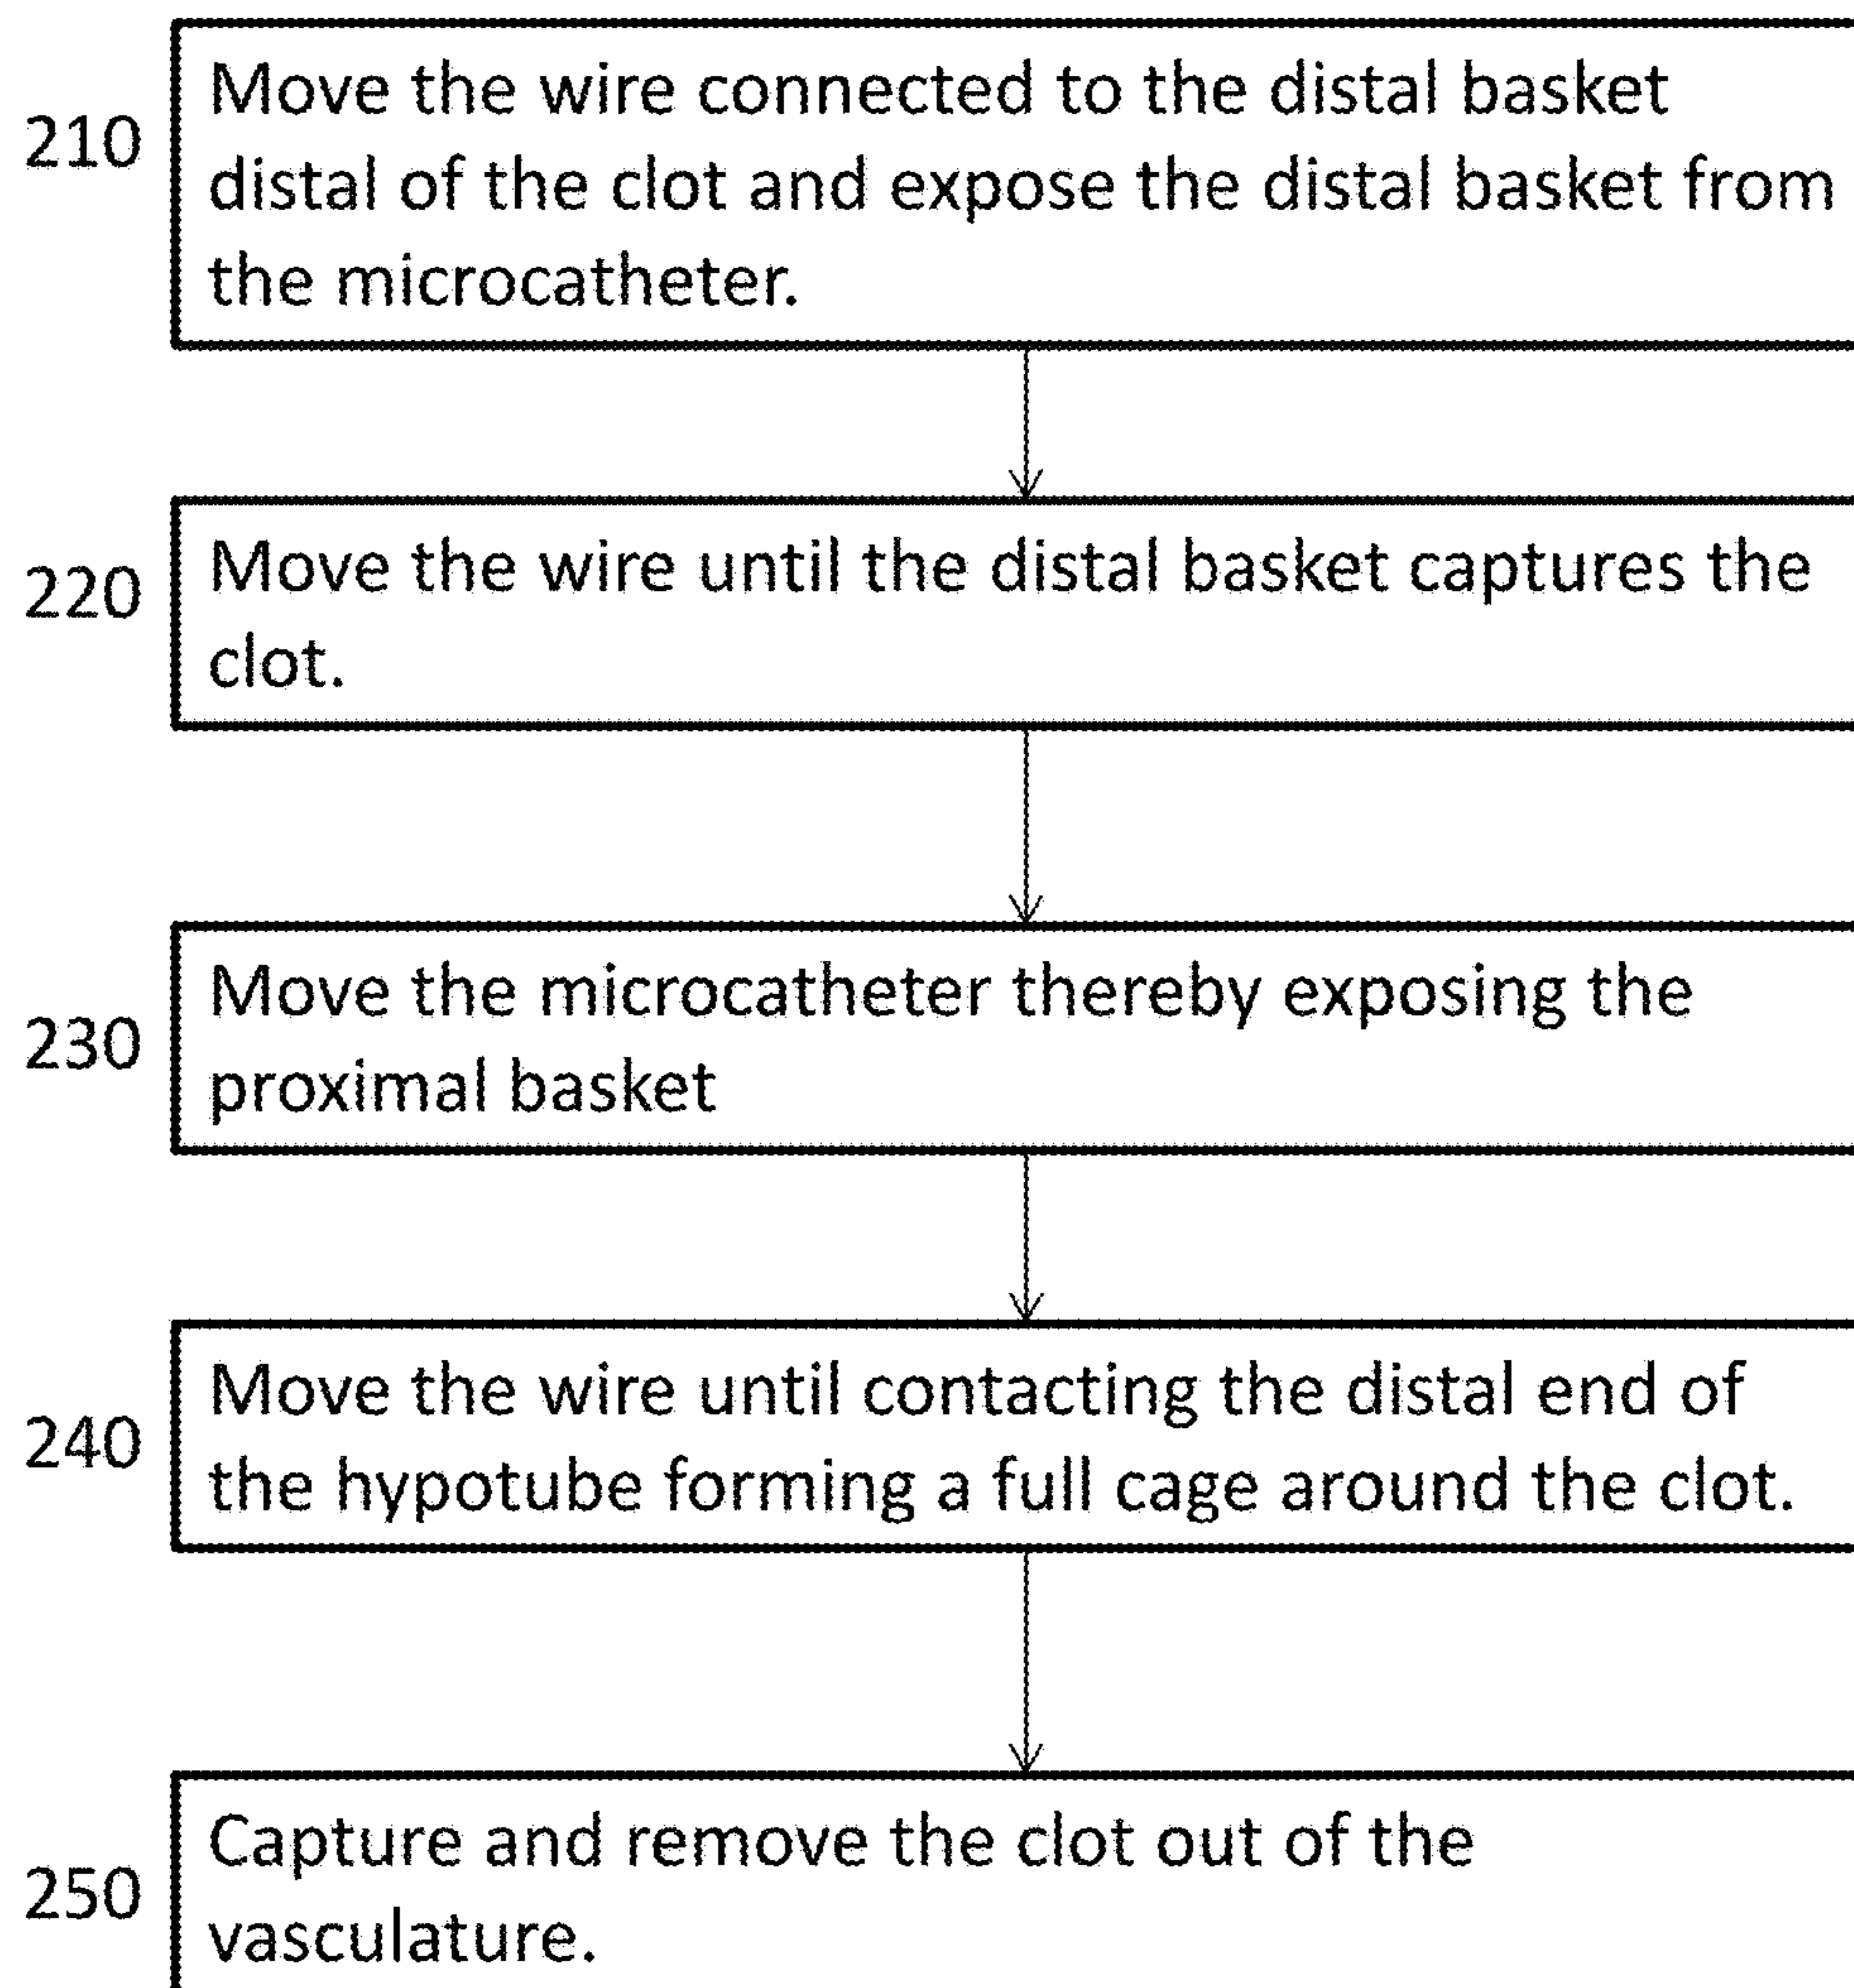 210
Move the wire connected to the distal basket
distal of the clot and expose the distal basket from
the microcatheter.
220
Move the wire until the distal basket captures the
clot.
230
Move the microcatheter thereby exposing the
proximal basket
240
Move the wire until contacting the distal end of
the hypotube forming a full cage around the clot.
250
Capture and remove the clot out of the
vasculature.